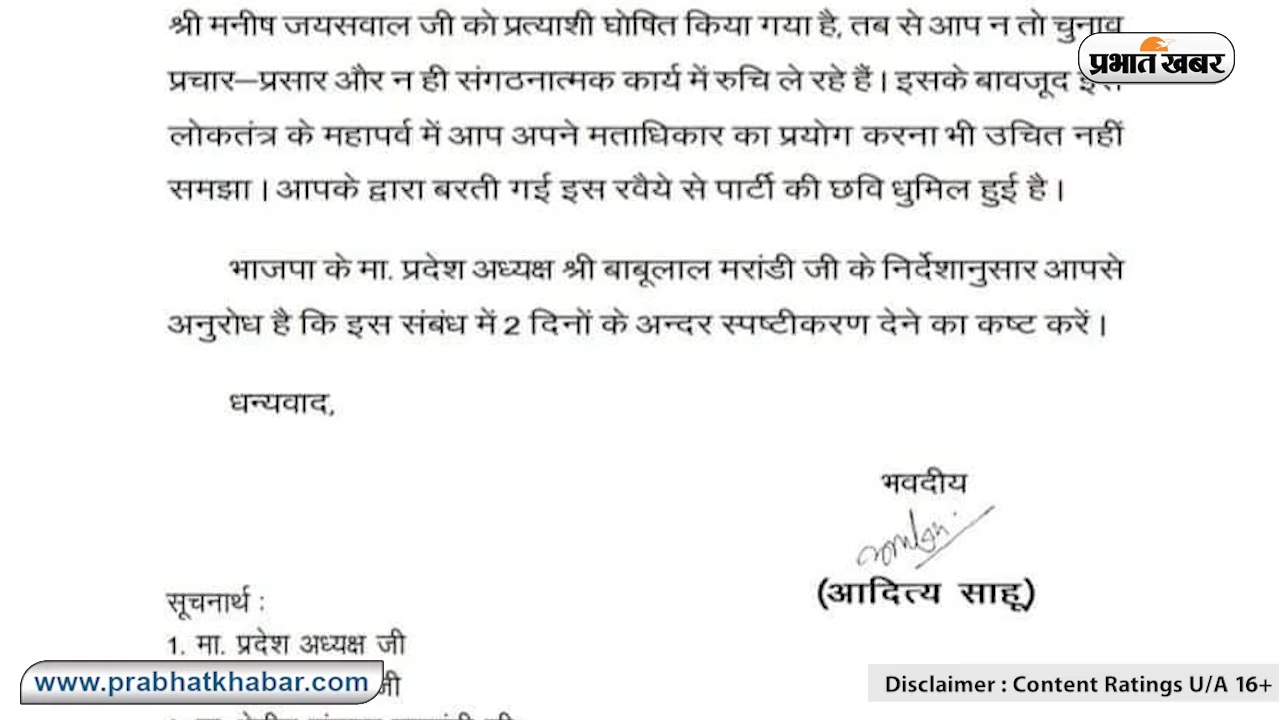 श्री मनीष जयसवाल जी को प्रत्याशी घोषित किया गया है, तब से आप न तो चुनाव
प्रभात खबर
प्रचार–प्रसार और न ही संगठनात्मक कार्य में रुचि ले रहे हैं। इसके बावजूद
लोकतंत्र के महापर्व में आप अपने मताधिकार का प्रयोग करना भी उचित नहीं
समझा। आपके द्वारा बरती गई इस रवैये से पार्टी की छवि धुमिल हुई है।
भाजपा के मा. प्रदेश अध्यक्ष श्री बाबूलाल मरांडी जी के निर्देशानुसार आपसे
अनुरोध है कि इस संबंध में 2 दिनों के अन्दर स्पष्टीकरण देने का कष्ट करें।
धन्यवाद,
भवदीय
(आदित्य साहू)
सूचनार्थ :
1. मा. प्रदेश अध्यक्ष जी
जी
www.prabhatkhabar.com
Disclaimer : Content Ratings U/A 16+